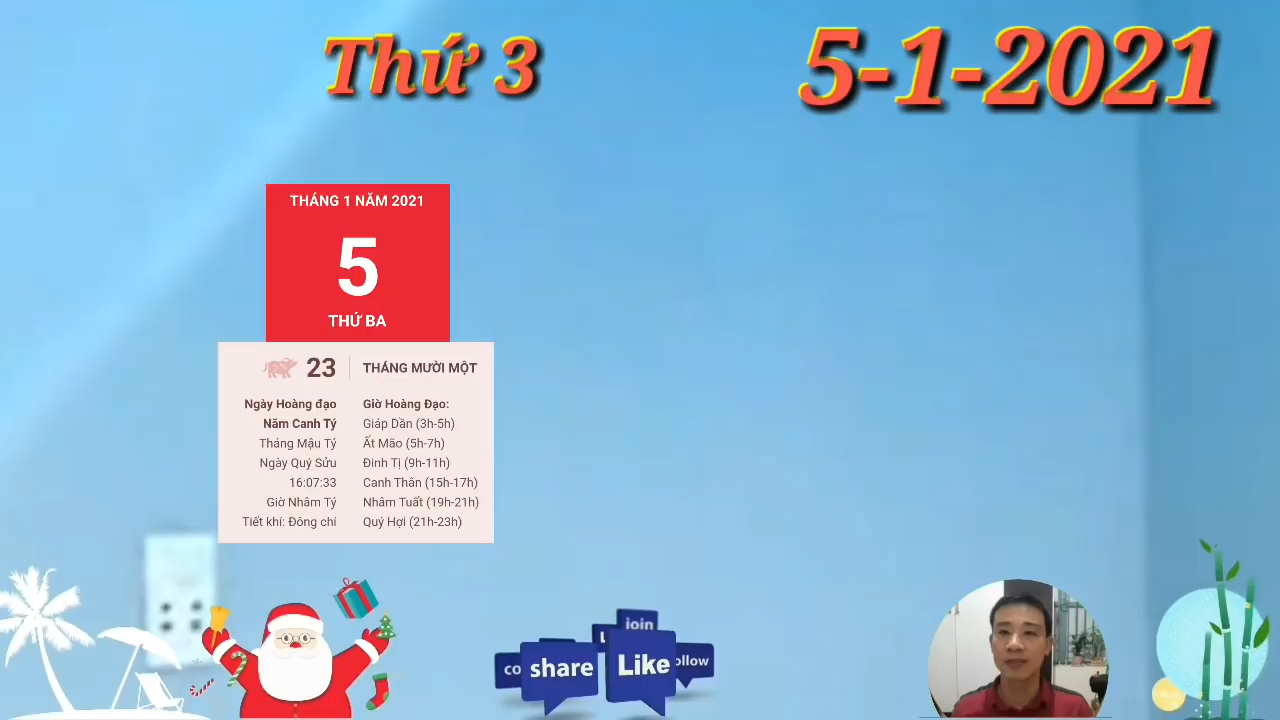 Thứ 3
5-1-2021
THÁNG 1 NĂM 2021
5
THỨ BA
23
THÁNG MƯỜI MỘT
Ngày Hoàng đạo
Năm Canh Tý
Tháng Mậu Tý
Ngày Quý Sửu
16:07:33
Giờ Nhâm Tý
Tiết khí: Đông chí
Giờ Hoàng Đạo:
Giáp Dần (3h-5h)
Ất Mão (5h-7h)
Đinh Tị (9h-11h)
Canh Thân (15h-17h)
Nhâm Tuất (19h-21h)
Quý Hợi (21h-23h)
join
share
Like
ollow
co